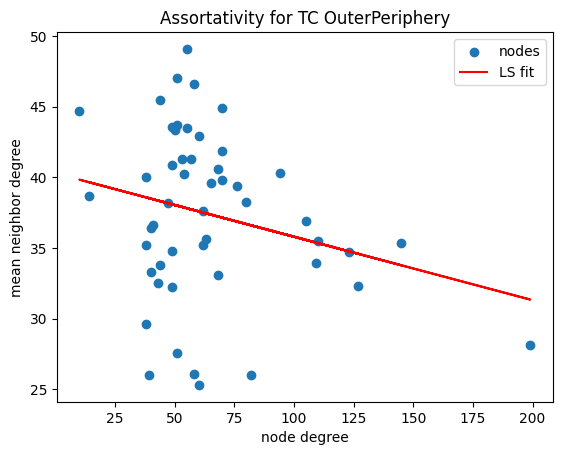 Assortativity for TC OuterPeriphery
nodes
LS fit
mean neighbor degree
50
45
40
35
30
25
25
50
75
100
125
150
175
200
node degree